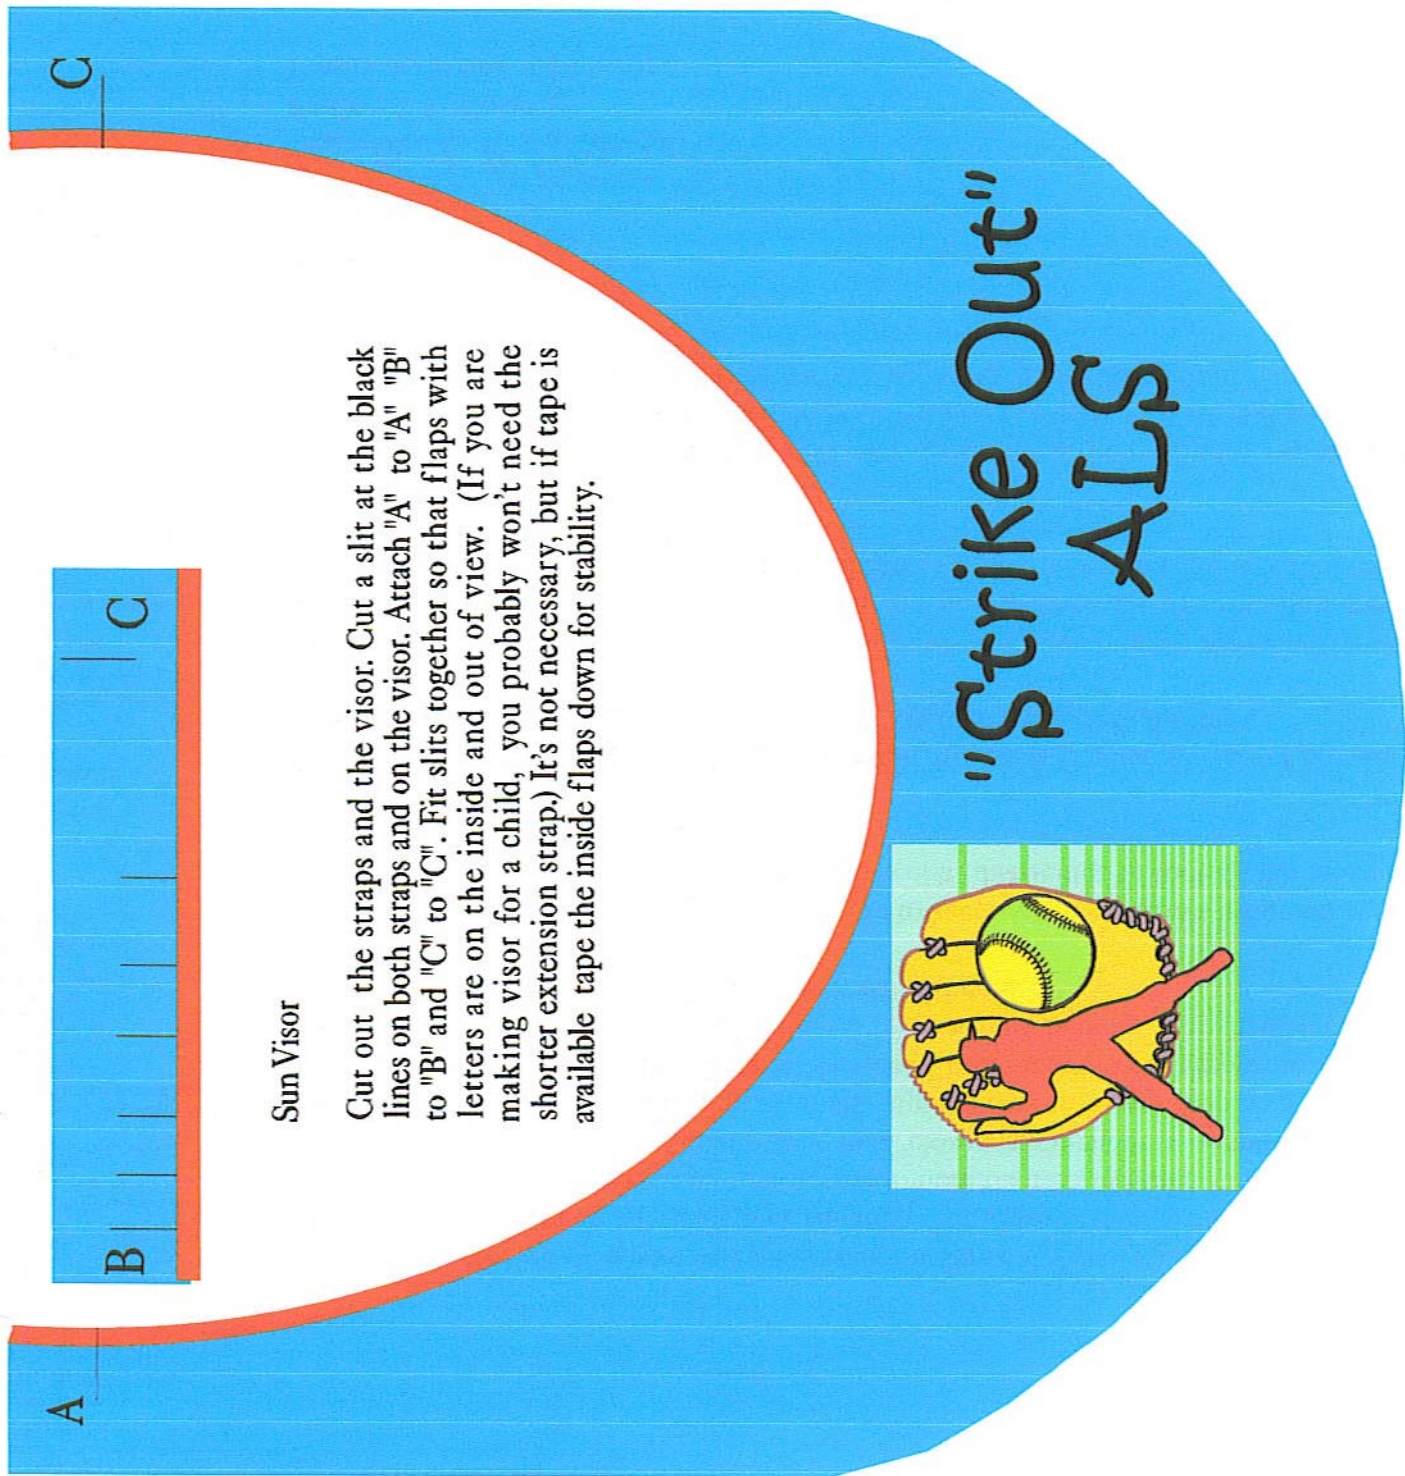 A
C
B
C
Sun Visor
Cut out the straps and the visor. Cut a slit at the black
lines on both straps and on the visor. Attach "A" to "A" "B"
to "B" and "C" to "C". Fit slits together so that flaps with
letters are on the inside and out of view. (If you are
making visor for a child, you probably won't need the
shorter extension strap.) It's not necessary, but if tape is
available tape the inside flaps down for stability.
"Strike Out"
ALS